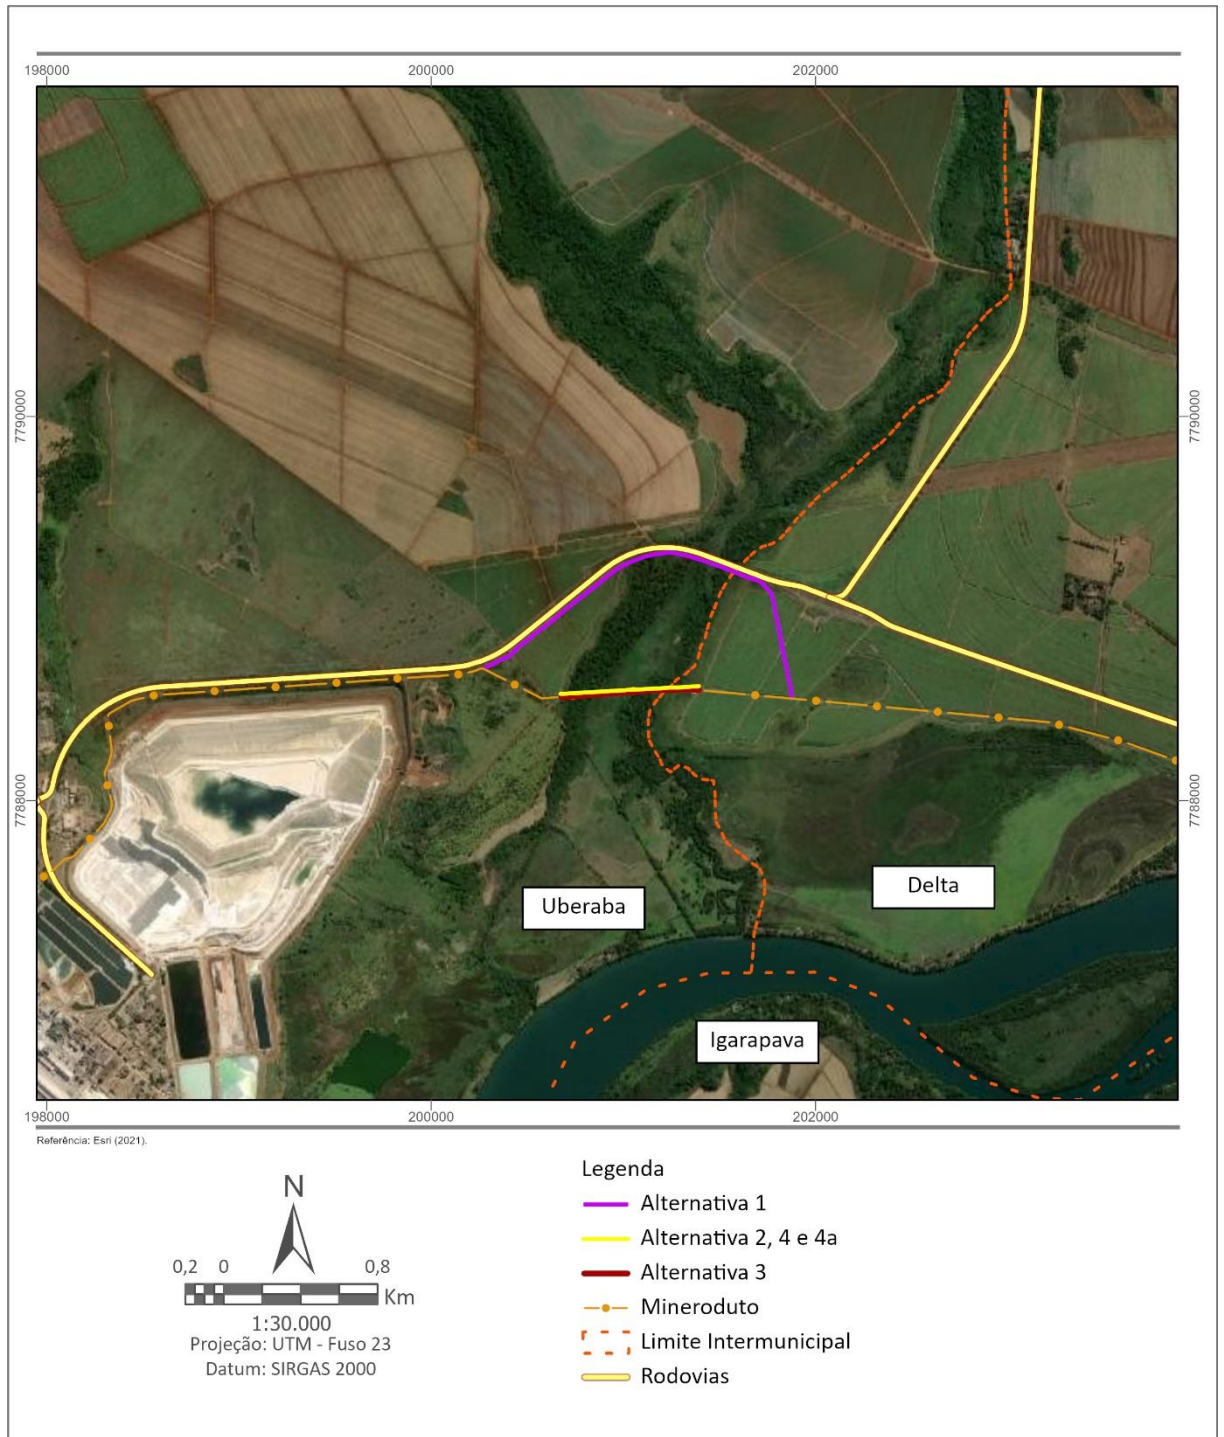 198000 200000 202000
7790000 7790000
7788000 7788000
Uberaba
Delta
Igarapava
198000 200000 202000
Referência: Esri (2021).
N
0,2 0 0,8
Km
1:30.000
Projeção: UTM - Fuso 23
Datum: SIRGAS 2000
Legenda
Alternativa 1
Alternativa 2, 4 e 4a
Alternativa 3
Mineroduto
Limite Intermunicipal
Rodovias